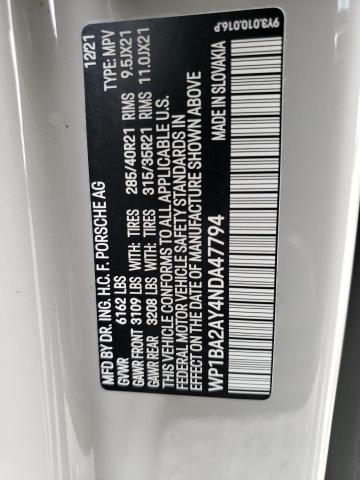 MFD BY DR. ING. H.C. F. PORSCHE AG 12/21
GVWR 6162 LBS TYPE: MPV
GAWR FRONT 3109 LBS WITH: TIRES 285/40R21 RIMS 9.5JX21
GAWR REAR 3208 LBS WITH: TIRES 315/35R21 RIMS 11.0JX21
THIS VEHICLE CONFORMS TO ALL APPLICABLE U.S.
FEDERAL MOTOR VEHICLE SAFETY STANDARDS IN
EFFECT ON THE DATE OF MANUFACTURE SHOWN ABOVE
WP1BA2AY4NDA47794 MADE IN SLOVAKIA
9Y3.010.016.P